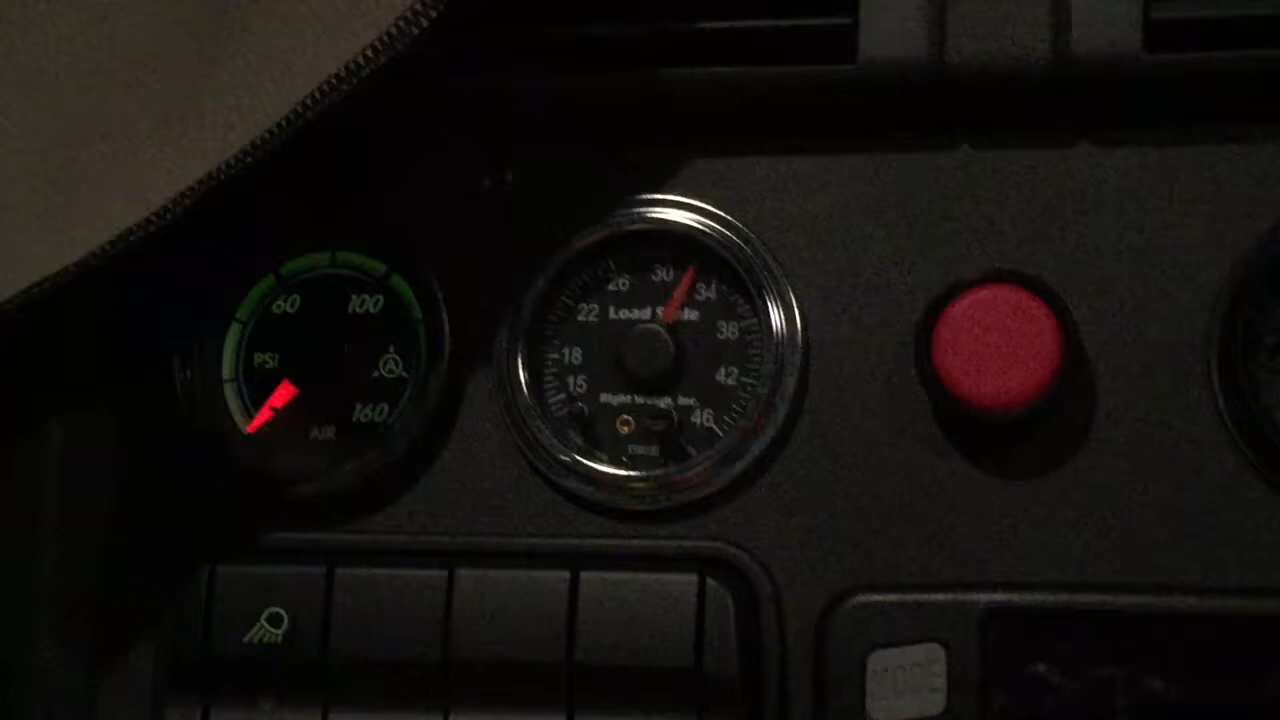 60 100
PSI
160
AIR
26 30 34
22 Load Scale 38
18 42
15
Right Weigh, Inc.
46
MODE